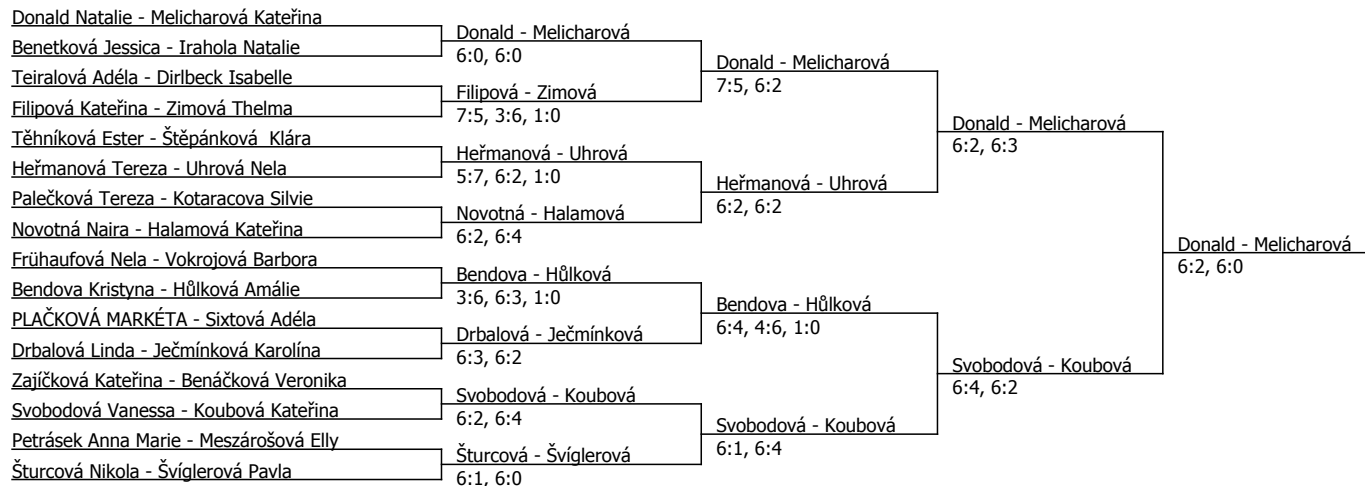 Donald Natalie - Melicharová Kateřina
Benetková Jessica - Irahola Natalie
Teiralová Adéla - Dirlbeck Isabelle
Filipová Kateřina - Zimová Thelma
Těhníková Ester - Štěpánková  Klára
Heřmanová Tereza - Uhrová Nela
Palečková Tereza - Kotaracova Silvie
Novotná Naira - Halamová Kateřina
Frühaufová Nela - Vokrojová Barbora
Bendova Kristyna - Hůlková Amálie
PLAČKOVÁ MARKÉTA - Sixtová Adéla
Drbalová Linda - Ječmínková Karolína
Zajíčková Kateřina - Benáčková Veronika
Svobodová Vanessa - Koubová Kateřina
Petrásek Anna Marie - Meszárošová Elly
Šturcová Nikola - Švíglerová Pavla
Donald - Melicharová
6:0, 6:0
Filipová - Zimová
7:5, 3:6, 1:0
Heřmanová - Uhrová
5:7, 6:2, 1:0
Novotná - Halamová
6:2, 6:4
Bendova - Hůlková
3:6, 6:3, 1:0
Drbalová - Ječmínková
6:3, 6:2
Svobodová - Koubová
6:2, 6:4
Šturcová - Švíglerová
6:1, 6:0
Donald - Melicharová
7:5, 6:2
Heřmanová - Uhrová
6:2, 6:2
Bendova - Hůlková
6:4, 4:6, 1:0
Svobodová - Koubová
6:1, 6:4
Donald - Melicharová
6:2, 6:3
Svobodová - Koubová
6:4, 6:2
Donald - Melicharová
6:2, 6:0